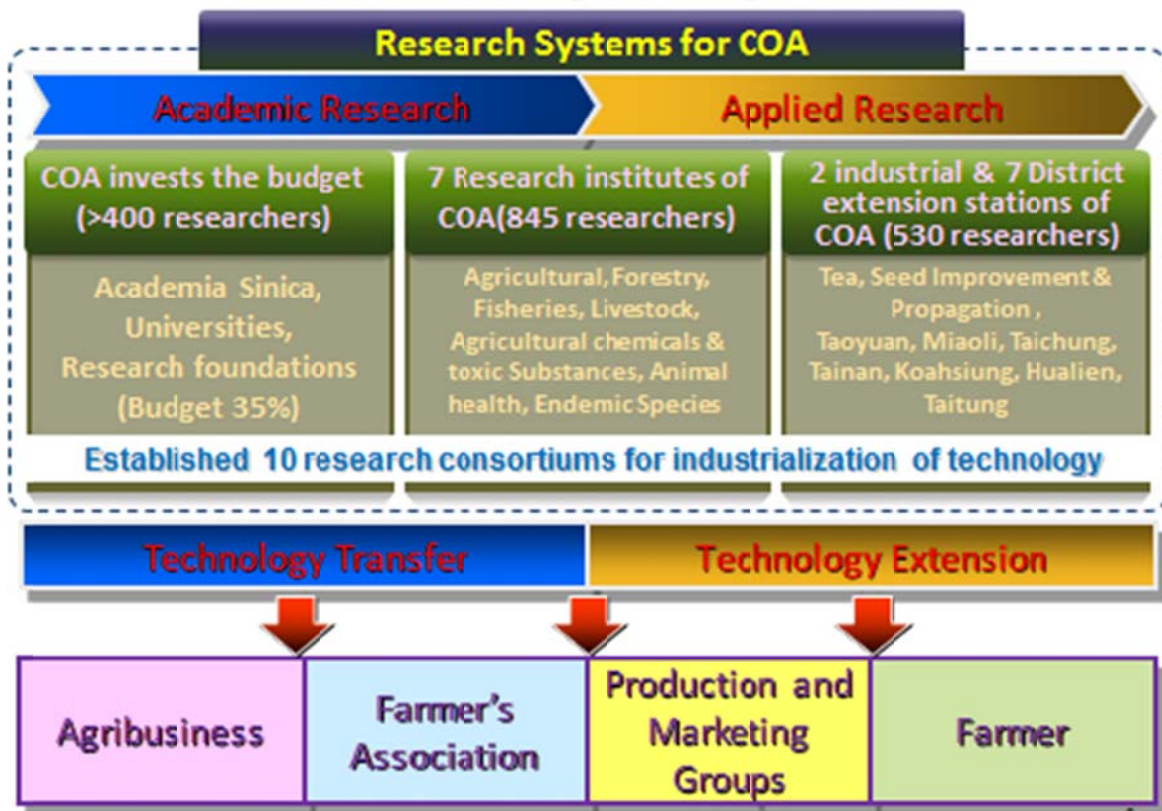 Research Systems for COA
Academic Research
Applied Research
COA invests the budget
(>400 researchers)
7 Research institutes of
COA(845 researchers)
2 industrial & 7 District
extension stations of
COA (530 researchers)
Academia Sinica,
Universities,
Research foundations
(Budget 35%)
Agricultural, Forestry,
Fisheries, Livestock,
Agricultural chemicals &
toxic Substances, Animal
health, Endemic Species
Tea, Seed Improvement &
Propagation ,
Taoyuan, Miaoli, Taichung,
Tainan, Koahsiung, Hualien,
Taitung
Established 10 research consortiums for industrialization of technology
Technology Transfer
Technology Extension
Agribusiness
Farmer's
Association
Production and
Marketing
Groups
Farmer